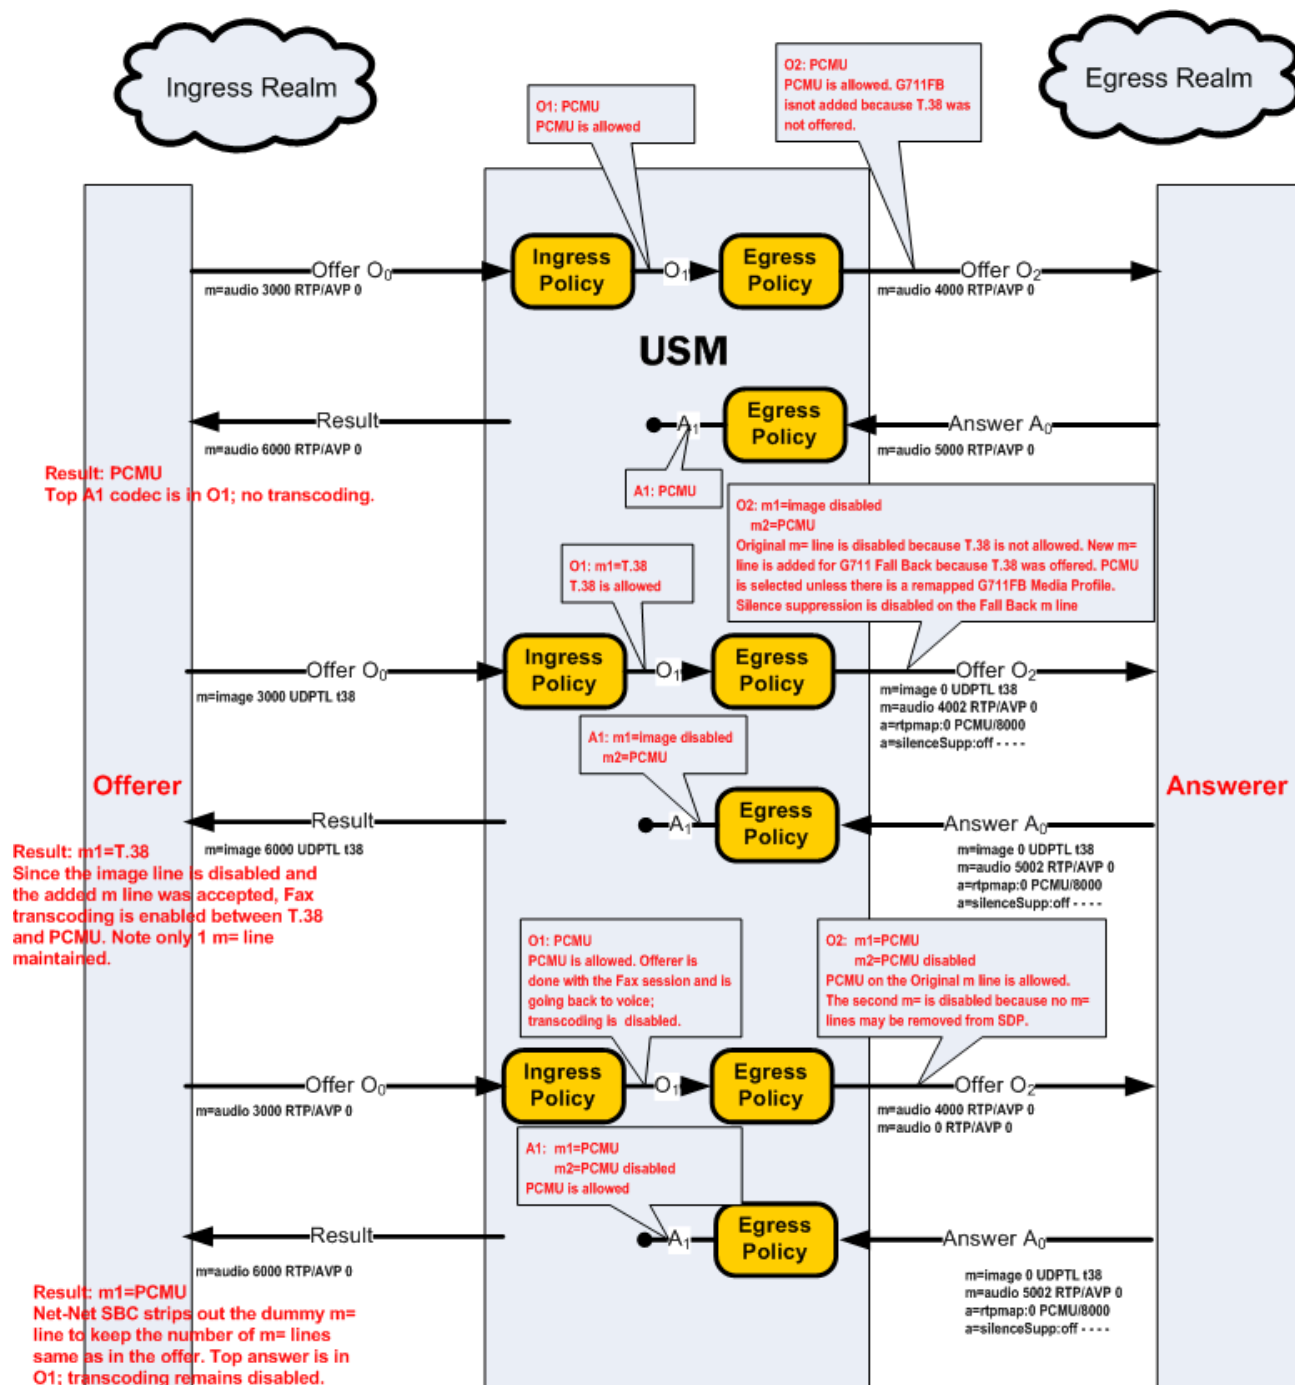 Ingress Realm
Egress Realm
O1: PCMU
PCMU is allowed
O2: PCMU
PCMU is allowed. G711FB
isnot added because T.38 was
not offered.
Offer O0
m=audio 3000 RTP/AVP 0
Ingress
Policy
O1
Egress
Policy
Offer O2
m=audio 4000 RTP/AVP 0
USM
Result
m=audio 6000 RTP/AVP 0
A1
Egress
Policy
Answer A0
m=audio 5000 RTP/AVP 0
Result: PCMU
Top A1 codec is in O1; no transcoding.
A1: PCMU
O2: m1=image disabled
m2=PCMU
Original m= line is disabled because T.38 is not allowed. New m=
line is added for G711 Fall Back because T.38 was offered. PCMU
is selected unless there is a remapped G711FB Media Profile.
Silence suppression is disabled on the Fall Back m line
O1: m1=T.38
T.38 is allowed
Offer O0
m=image 3000 UDPTL t38
Ingress
Policy
O1
Egress
Policy
Offer O2
m=image 0 UDPTL t38
m=audio 4002 RTP/AVP 0
a=rtpmap:0 PCMU/8000
a=silenceSupp:off - - - -
A1: m1=image disabled
m2=PCMU
Offerer
Answerer
Result
m=image 6000 UDPTL t38
A1
Egress
Policy
Answer A0
m=image 0 UDPTL t38
m=audio 5002 RTP/AVP 0
a=rtpmap:0 PCMU/8000
a=silenceSupp:off - - - -
Result: m1=T.38
Since the image line is disabled and
the added m line was accepted, Fax
transcoding is enabled between T.38
and PCMU. Note only 1 m= line
maintained.
O1: PCMU
PCMU is allowed. Offerer is
done with the Fax session and is
going back to voice;
transcoding is disabled.
O2: m1=PCMU
m2=PCMU disabled
PCMU on the Original m line is allowed.
The second m= is disabled because no m=
lines may be removed from SDP.
Offer O0
m=audio 3000 RTP/AVP 0
Ingress
Policy
O1
Egress
Policy
Offer O2
m=audio 4000 RTP/AVP 0
m=audio 0 RTP/AVP 0
A1: m1=PCMU
m2=PCMU disabled
PCMU is allowed
Result
m=audio 6000 RTP/AVP 0
A1
Egress
Policy
Answer A0
m=image 0 UDPTL t38
m=audio 5002 RTP/AVP 0
a=rtpmap:0 PCMU/8000
a=silenceSupp:off - - - -
Result: m1=PCMU
Net-Net SBC strips out the dummy m=
line to keep the number of m= lines
same as in the offer. Top answer is in
O1; transcoding remains disabled.